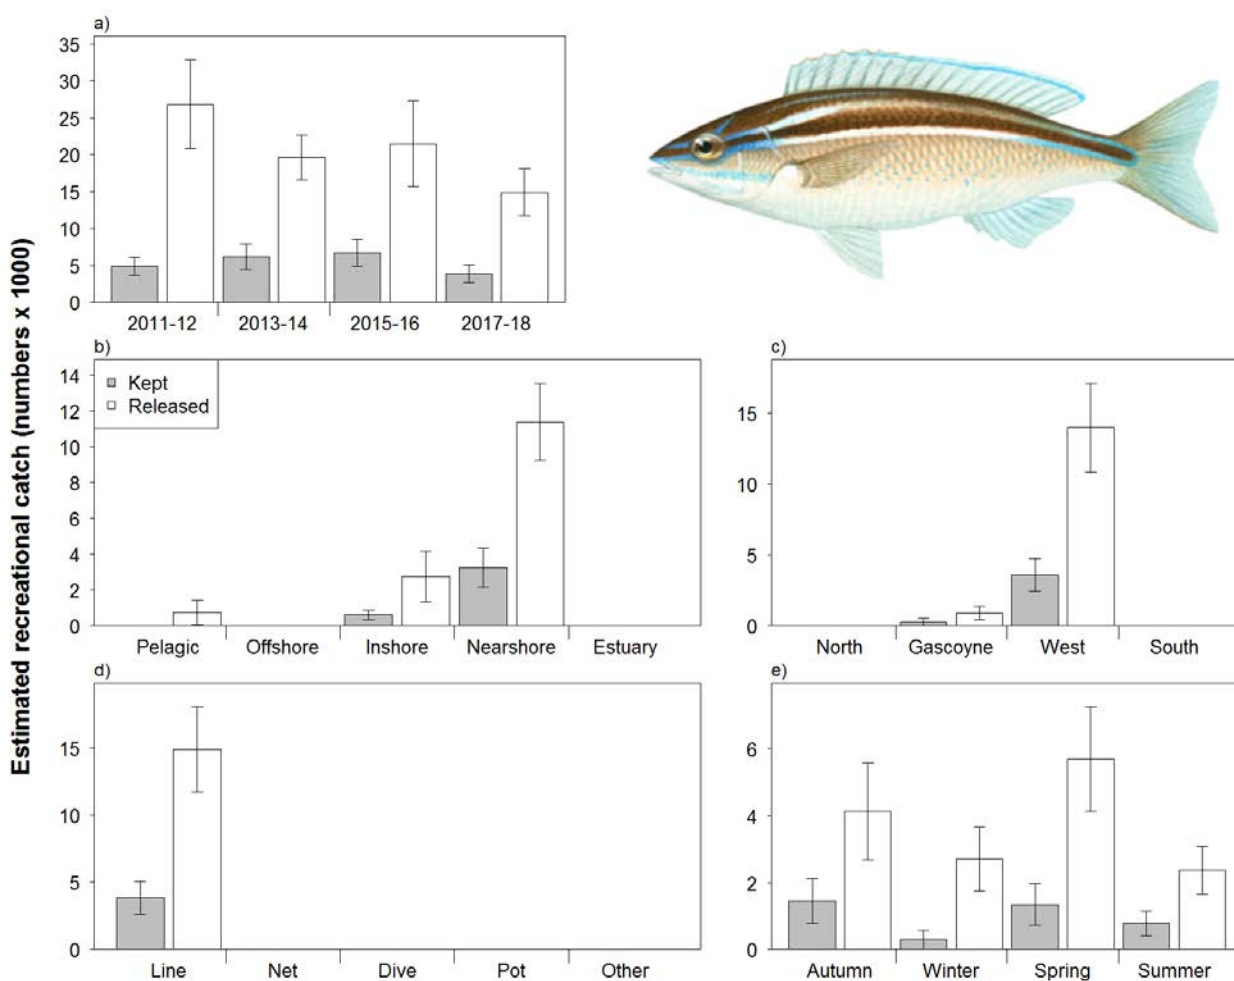 Estimated recreational catch (numbers x 1000)
a)
35
30
25
20
15
10
5
0
2011-12 2013-14 2015-16 2017-18
b)
Kept
Released
14
12
10
8
6
4
2
0
Pelagic Offshore Inshore Nearshore Estuary
c)
15
10
5
0
North Gascoyne West South
d)
15
10
5
0
Line Net Dive Pot Other
e)
6
4
2
0
Autumn Winter Spring Summer